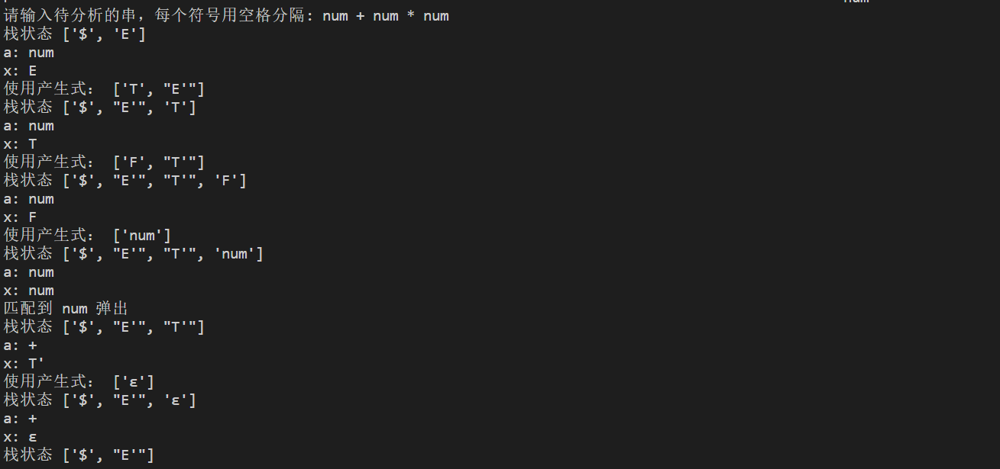 num
请输入待分析的串，每个符号用空格分隔: num + num * num
栈状态 ['$', 'E']
a: num
x: E
使用产生式： ['T', "E'"]
栈状态 ['$', "E'", 'T']
a: num
x: T
使用产生式： ['F', "T'"]
栈状态 ['$', "E'", "T'", 'F']
a: num
x: F
使用产生式： ['num']
栈状态 ['$', "E'", "T'", 'num']
a: num
x: num
匹配到 num 弹出
栈状态 ['$', "E'", "T'"]
a: +
x: T'
使用产生式： ['ε']
栈状态 ['$', "E'", 'ε']
a: +
x: ε
栈状态 ['$', "E'"]